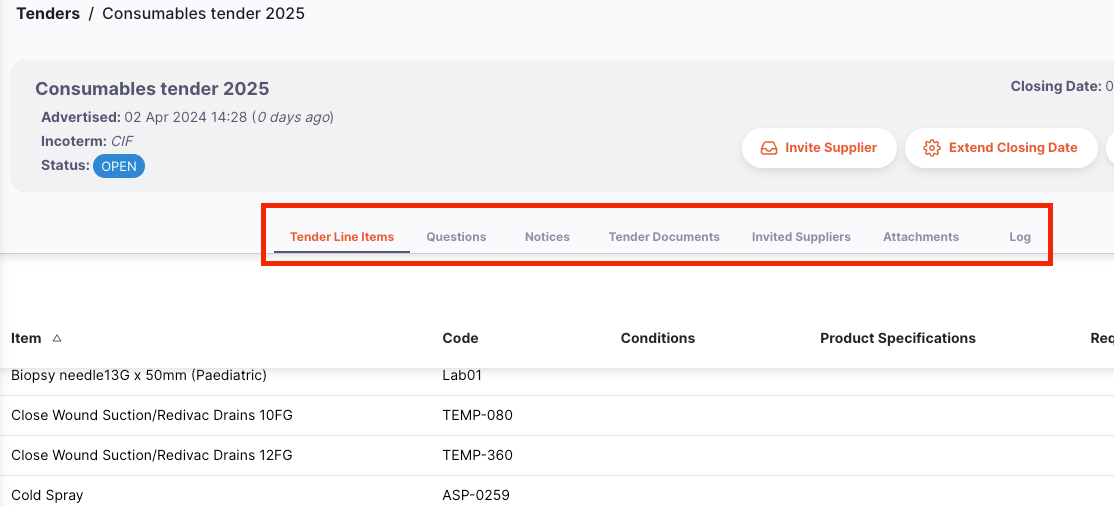 Tenders / Consumables tender 2025
Consumables tender 2025
Closing Date:
Advertised: 02 Apr 2024 14:28 (0 days ago)
Incoterm: CIF
Status: OPEN
Invite Supplier
Extend Closing Date
Tender Line Items
Questions
Notices
Tender Documents
Invited Suppliers
Attachments
Log
Item
Code
Conditions
Product Specifications
Biopsy needle13G x 50mm (Paediatric) Lab01
Close Wound Suction/Redivac Drains 10FG TEMP-080
Close Wound Suction/Redivac Drains 12FG TEMP-360
Cold Spray ASP-0259